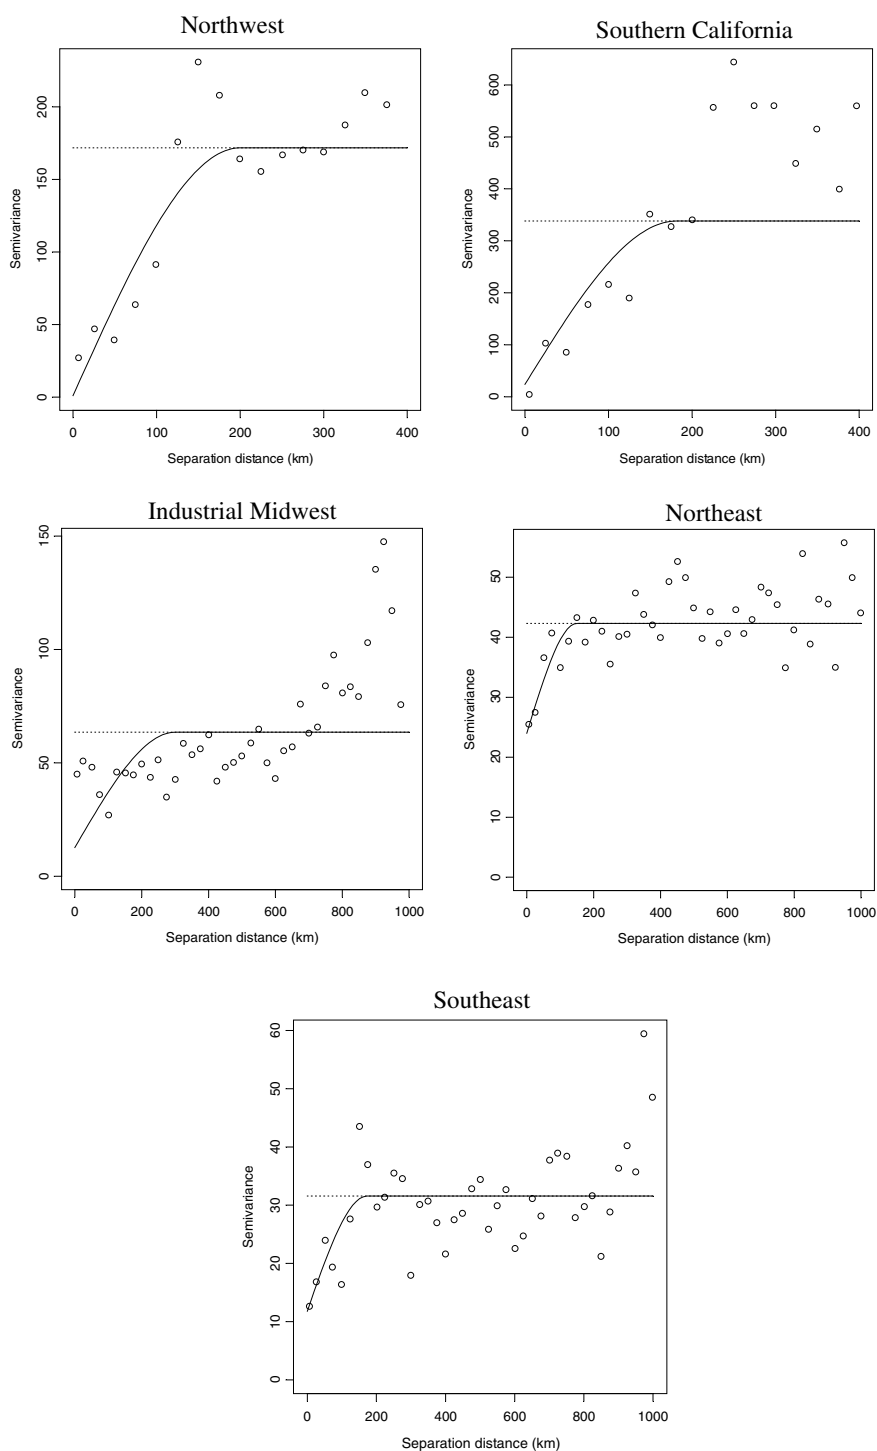 Northwest
Semivariance
200
150
100
50
0
0 100 200 300 400
Separation distance (km)
Southern California
Semivariance
600
500
400
300
200
100
0
0 100 200 300 400
Separation distance (km)
Industrial Midwest
Semivariance
150
100
50
0
0 200 400 600 800 1000
Separation distance (km)
Northeast
Semivariance
50
40
30
20
10
0
0 200 400 600 800 1000
Separation distance (km)
Southeast
Semivariance
60
50
40
30
20
10
0
0 200 400 600 800 1000
Separation distance (km)